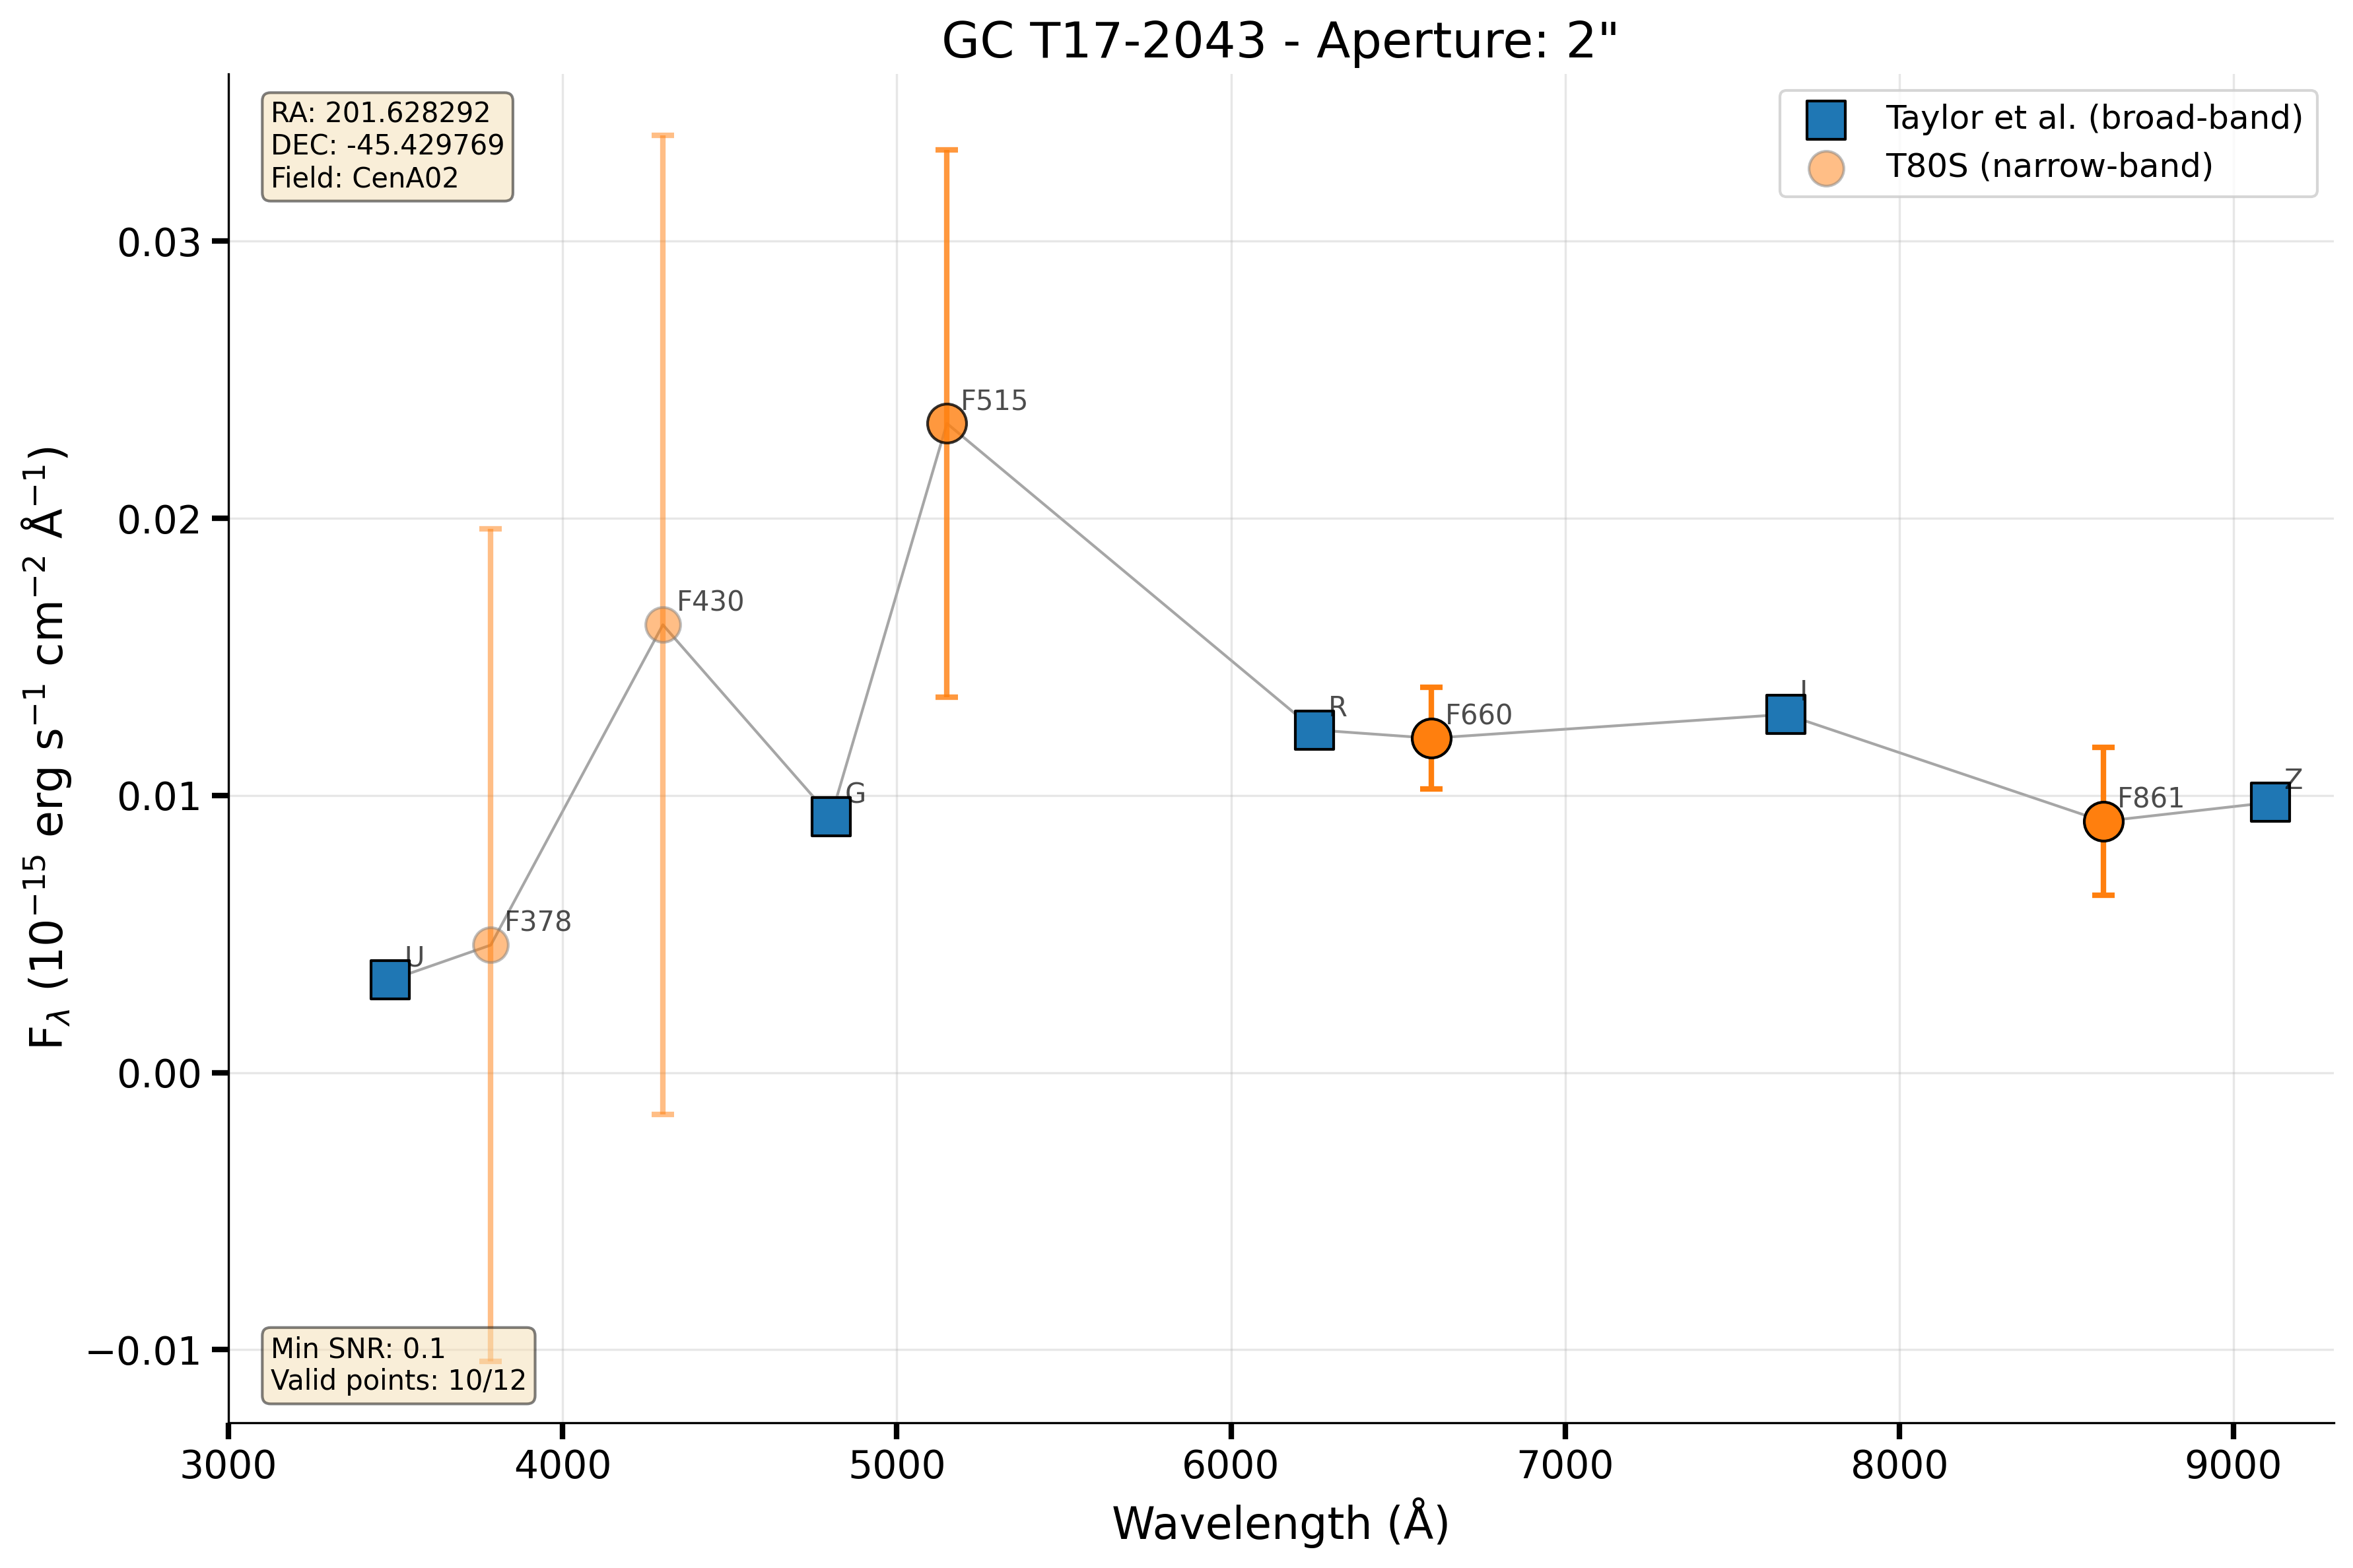 GC T17-2043 - Aperture: 2"
RA: 201.628292
DEC: -45.429769
Field: CenA02
Taylor et al. (broad-band)
T80S (narrow-band)
0.03
0.02
0.01
0.00
−0.01
F_λ (10⁻¹⁵ erg s⁻¹ cm⁻² Å⁻¹)
U
F378
F430
G
F515
R
F660
I
F861
Z
Min SNR: 0.1
Valid points: 10/12
3000 4000 5000 6000 7000 8000 9000
Wavelength (Å)